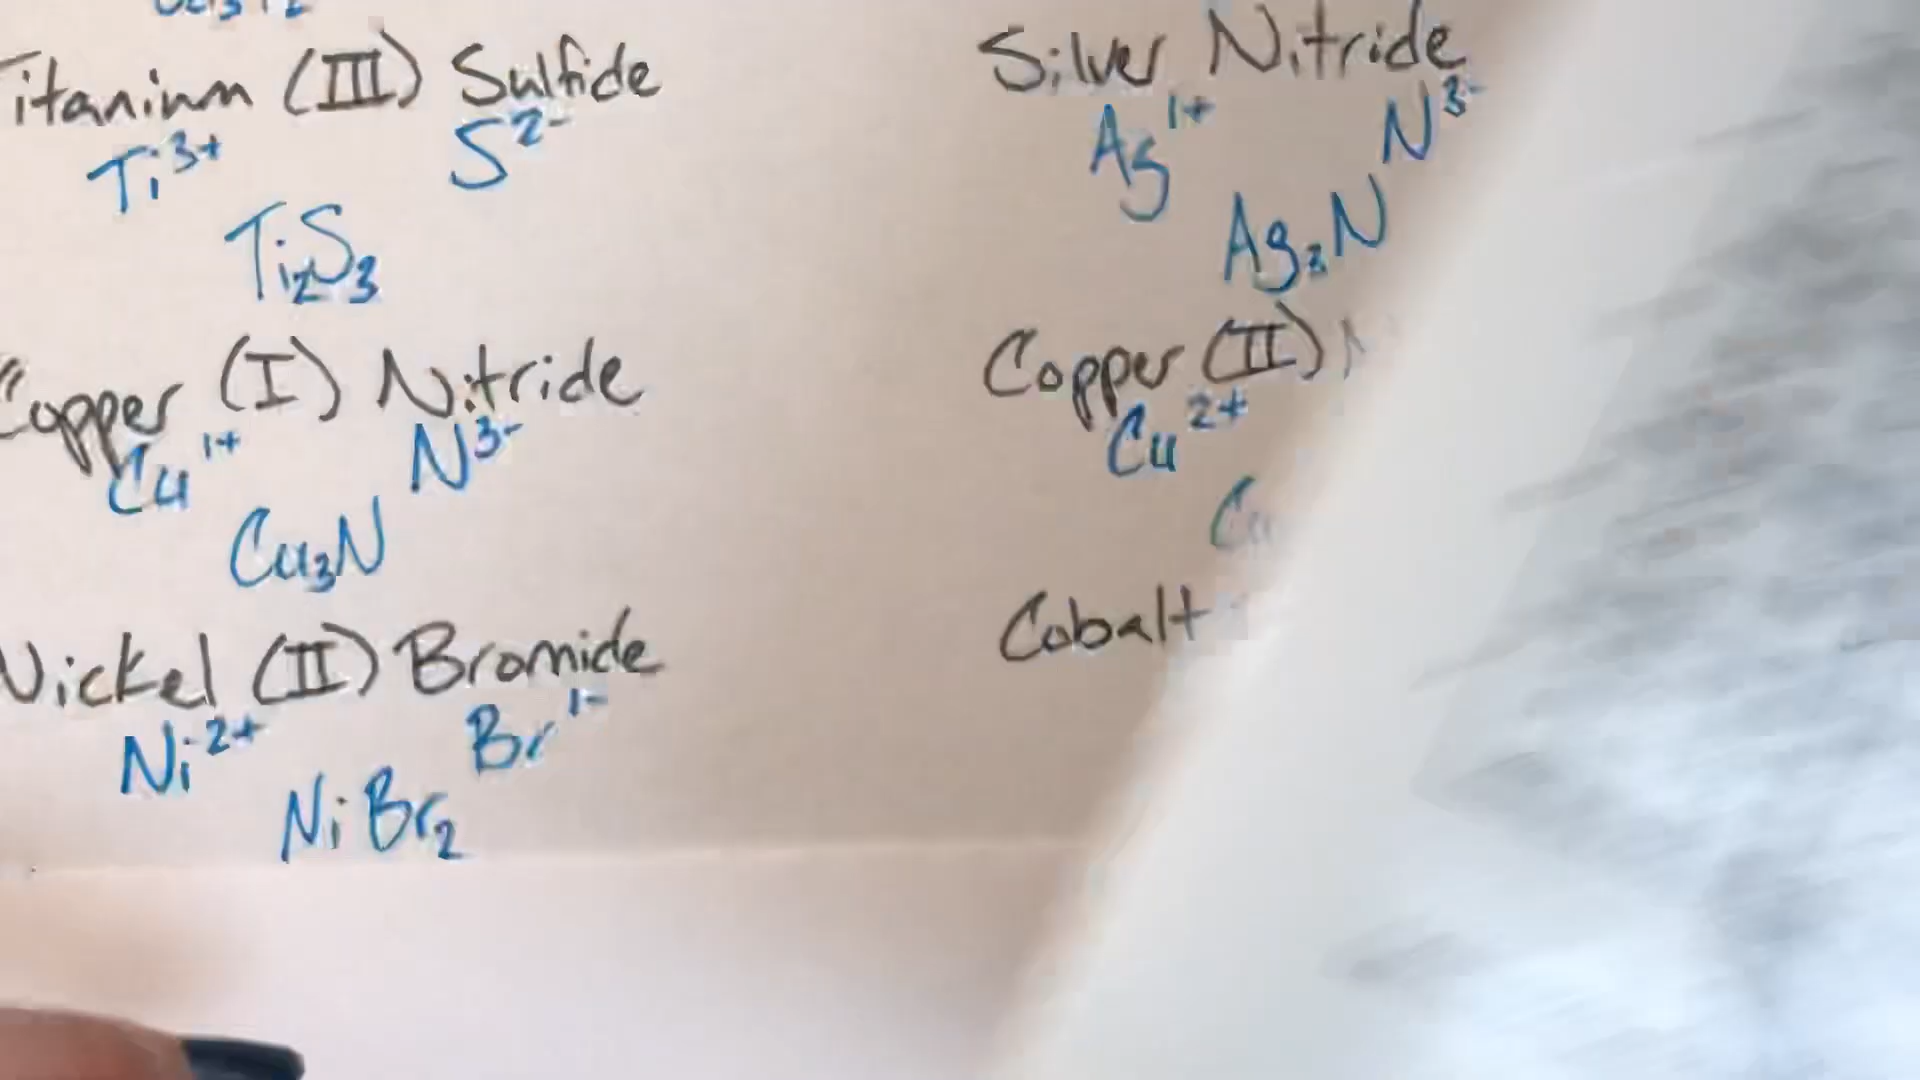 Titanium (III) Sulfide
Ti3+ S2-
Ti2S3
Copper (I) Nitride
Cu1+ N3-
Cu3N
Nickel (II) Bromide
Ni2+ Br1-
NiBr2
Silver Nitride
Ag1+ N3-
Ag3N
Copper (II) N
Cu2+
Cu
Cobalt